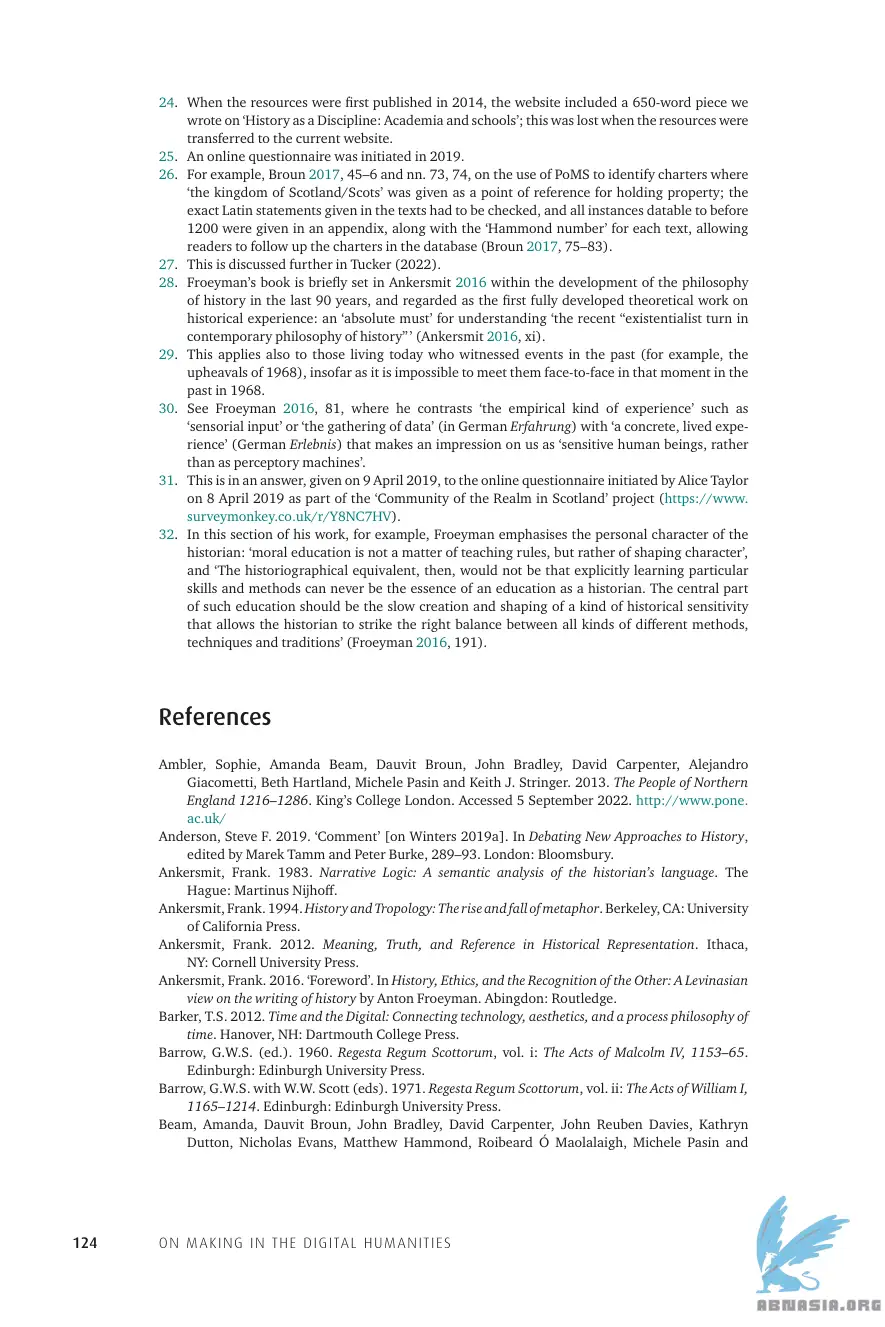 24. When the resources were first published in 2014, the website included a 650-word piece we
wrote on ‘History as a Discipline: Academia and schools’; this was lost when the resources were
transferred to the current website.
25. An online questionnaire was initiated in 2019.
26. For example, Broun 2017, 45–6 and nn. 73, 74, on the use of PoMS to identify charters where
‘the kingdom of Scotland/Scots’ was given as a point of reference for holding property; the
exact Latin statements given in the texts had to be checked, and all instances datable to before
1200 were given in an appendix, along with the ‘Hammond number’ for each text, allowing
readers to follow up the charters in the database (Broun 2017, 75–83).
27. This is discussed further in Tucker (2022).
28. Froeyman’s book is briefly set in Ankersmit 2016 within the development of the philosophy
of history in the last 90 years, and regarded as the first fully developed theoretical work on
historical experience: an ‘absolute must’ for understanding ‘the recent “existentialist turn in
contemporary philosophy of history”’ (Ankersmit 2016, xi).
29. This applies also to those living today who witnessed events in the past (for example, the
upheavals of 1968), insofar as it is impossible to meet them face-to-face in that moment in the
past in 1968.
30. See Froeyman 2016, 81, where he contrasts ‘the empirical kind of experience’ such as
‘sensorial input’ or ‘the gathering of data’ (in German Erfahrung) with ‘a concrete, lived expe-
rience’ (German Erlebnis) that makes an impression on us as ‘sensitive human beings, rather
than as perceptory machines’.
31. This is in an answer, given on 9 April 2019, to the online questionnaire initiated by Alice Taylor
on 8 April 2019 as part of the ‘Community of the Realm in Scotland’ project (https://www.
surveymonkey.co.uk/r/Y8NC7HV).
32. In this section of his work, for example, Froeyman emphasises the personal character of the
historian: ‘moral education is not a matter of teaching rules, but rather of shaping character’,
and ‘The historiographical equivalent, then, would not be that explicitly learning particular
skills and methods can never be the essence of an education as a historian. The central part
of such education should be the slow creation and shaping of a kind of historical sensitivity
that allows the historian to strike the right balance between all kinds of different methods,
techniques and traditions’ (Froeyman 2016, 191).
References
Ambler, Sophie, Amanda Beam, Dauvit Broun, John Bradley, David Carpenter, Alejandro
Giacometti, Beth Hartland, Michele Pasin and Keith J. Stringer. 2013. The People of Northern
England 1216–1286. King’s College London. Accessed 5 September 2022. http://www.pone.
ac.uk/
Anderson, Steve F. 2019. ‘Comment’ [on Winters 2019a]. In Debating New Approaches to History,
edited by Marek Tamm and Peter Burke, 289–93. London: Bloomsbury.
Ankersmit, Frank. 1983. Narrative Logic: A semantic analysis of the historian’s language. The
Hague: Martinus Nijhoff.
Ankersmit, Frank. 1994. History and Tropology: The rise and fall of metaphor. Berkeley, CA: University
of California Press.
Ankersmit, Frank. 2012. Meaning, Truth, and Reference in Historical Representation. Ithaca,
NY: Cornell University Press.
Ankersmit, Frank. 2016. ‘Foreword’. In History, Ethics, and the Recognition of the Other: A Levinasian
view on the writing of history by Anton Froeyman. Abingdon: Routledge.
Barker, T.S. 2012. Time and the Digital: Connecting technology, aesthetics, and a process philosophy of
time. Hanover, NH: Dartmouth College Press.
Barrow, G.W.S. (ed.). 1960. Regesta Regum Scottorum, vol. i: The Acts of Malcolm IV, 1153–65.
Edinburgh: Edinburgh University Press.
Barrow, G.W.S. with W.W. Scott (eds). 1971. Regesta Regum Scottorum, vol. ii: The Acts of William I,
1165–1214. Edinburgh: Edinburgh University Press.
Beam, Amanda, Dauvit Broun, John Bradley, David Carpenter, John Reuben Davies, Kathryn
Dutton, Nicholas Evans, Matthew Hammond, Roibeard Ó Maolalaigh, Michele Pasin and
124 ON MAKING IN THE DIGITAL HUMANITIES
ABNASIA.ORG